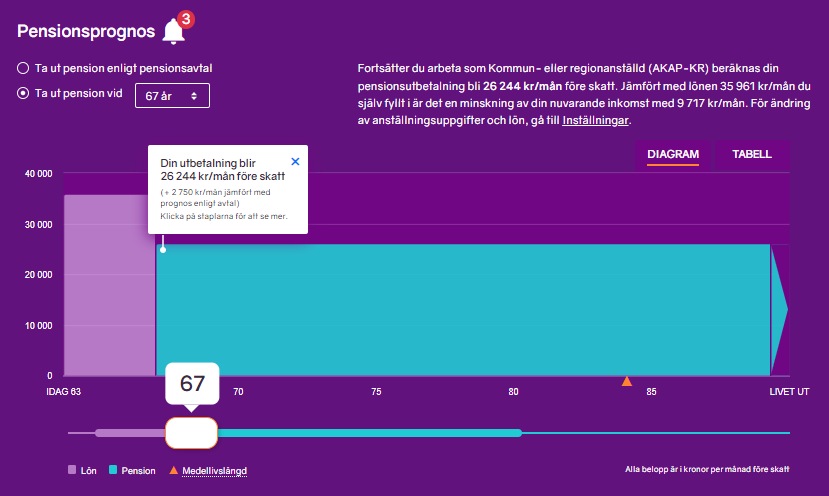 Pensionsprognos
3
Ta ut pension enligt pensionsavtal
Ta ut pension vid
67 år
Fortsätter du arbeta som Kommun- eller regionanställd (AKAP-KR) beräknas din
pensionsutbetalning bli 26 244 kr/mån före skatt. Jämfört med lönen 35 961 kr/mån du
själv fyllt i är det en minskning av din nuvarande inkomst med 9 717 kr/mån. För ändring
av anställningsuppgifter och lön, gå till Inställningar.
DIAGRAM
TABELL
Din utbetalning blir
26 244 kr/mån före skatt
(+ 2 750 kr/mån jämfört med
prognos enligt avtal)
Klicka på staplarna för att se mer.
40 000
30 000
20 000
10 000
0
IDAG 63
67
70
75
80
85
LIVET UT
Lön
Pension
Medellivslängd
Alla belopp är i kronor per månad före skatt